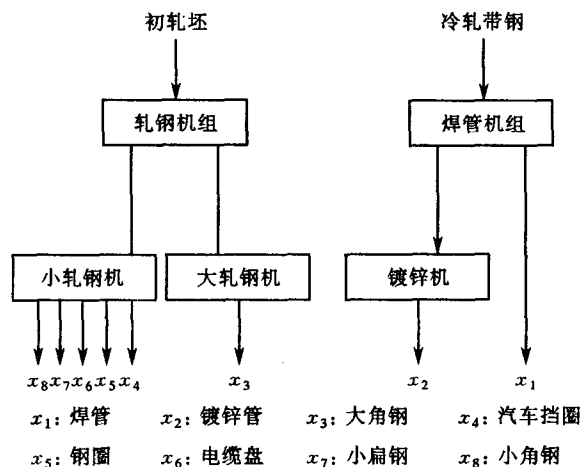 初轧坯 冷轧带钢
轧钢机组 焊管机组
小轧钢机 大轧钢机 镀锌机
x₈ x₇ x₆ x₅ x₄ x₃ x₂ x₁
x₁: 焊管 x₂: 镀锌管 x₃: 大角钢 x₄: 汽车挡圈
x₅: 钢圈 x₆: 电缆盘 x₇: 小扁钢 x₈: 小角钢